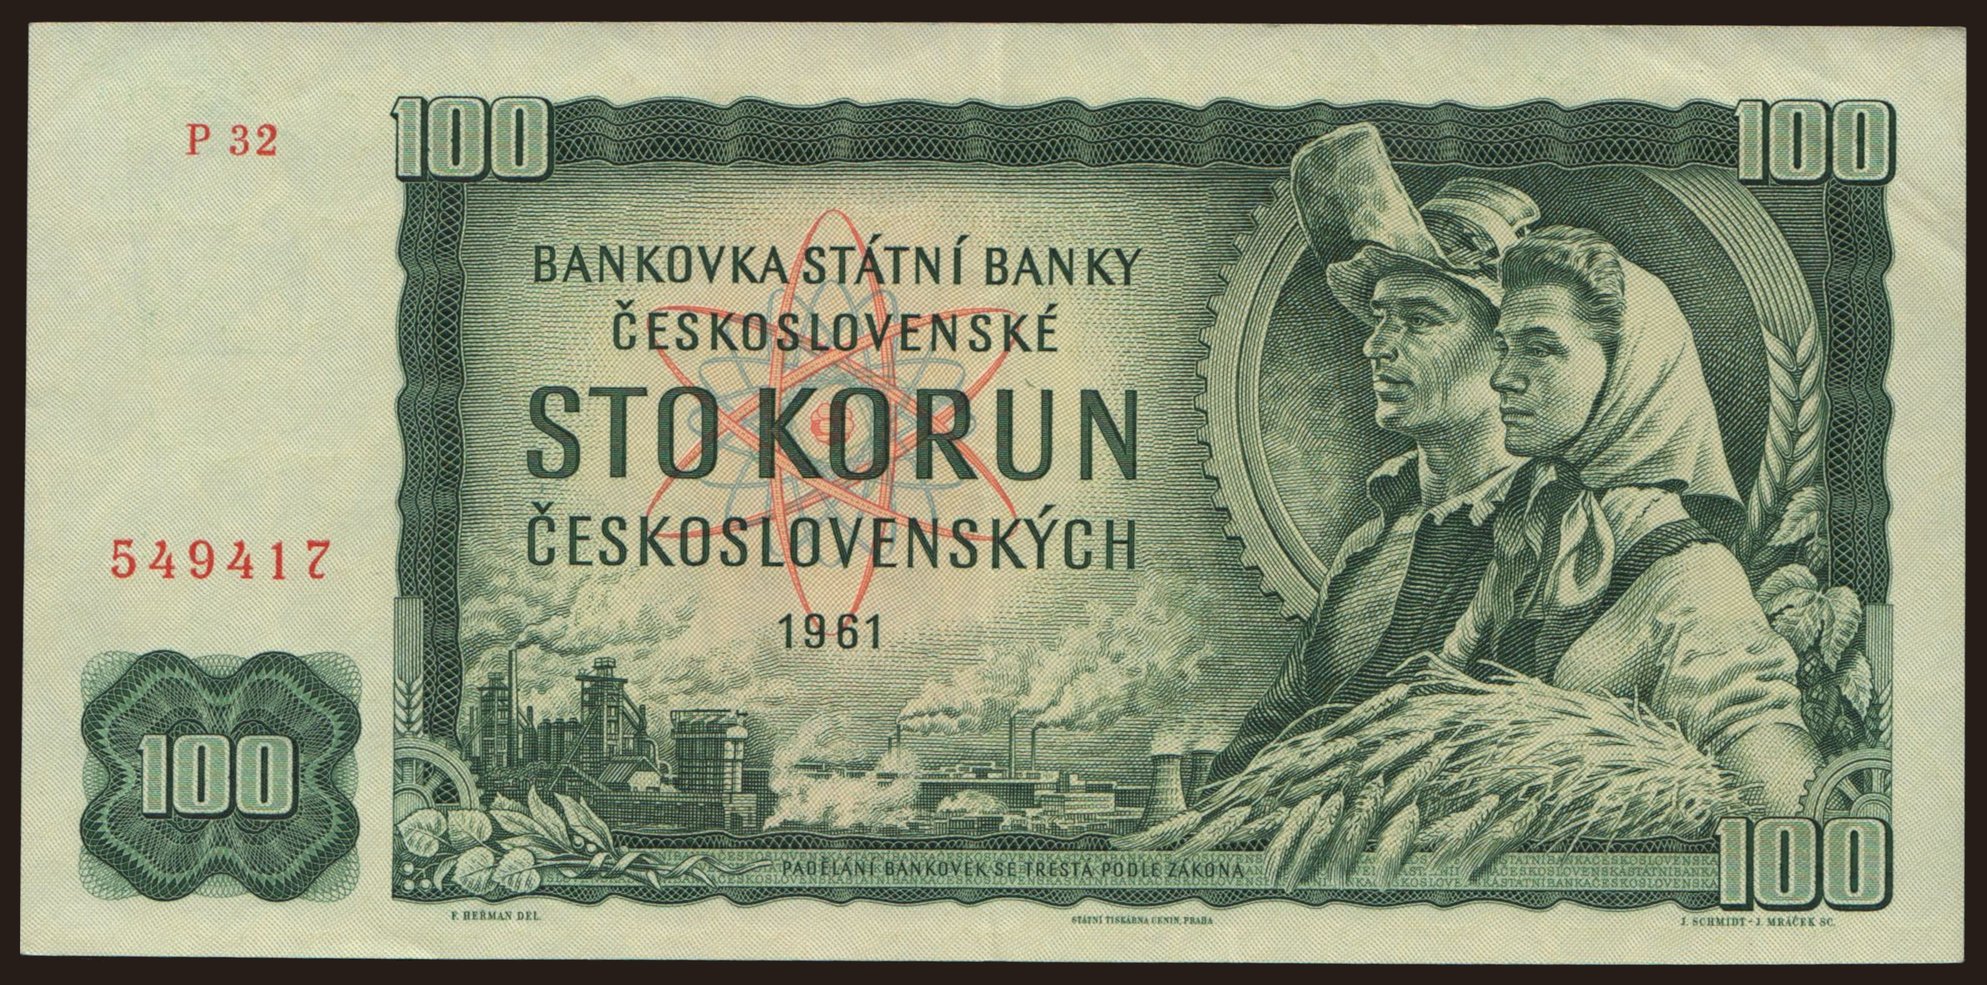 100
100
P 32
BANKOVKA STÁTNÍ BANKY
ČESKOSLOVENSKÉ
STO KORUN
ČESKOSLOVENSKÝCH
549417
1961
100
PADĚLÁNÍ BANKOVEK SE TRESTÁ PODLE ZÁKONA
100
F. HEŘMAN DEL.
STÁTNÍ TISKÁRNA CENIN, PRAHA
J. SCHMIDT - J. MRÁČEK SC.